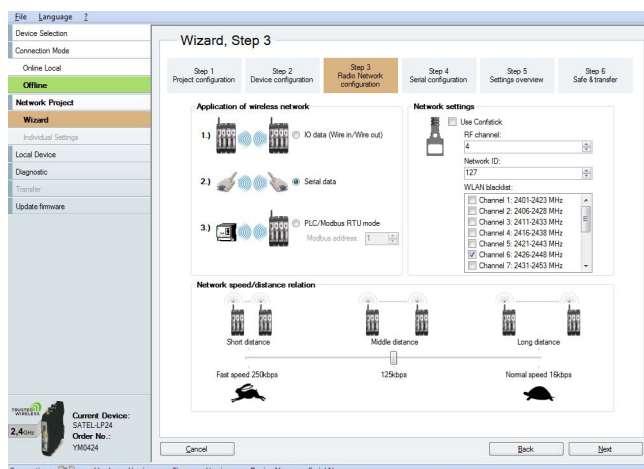 File Language ?
Device Selection
Connection Mode
Online Local
Offline
Network Project
Wizard
Individual Settings
Local Device
Diagnostic
Transfer
Update firmware
TRUSTED
WIRELESS
2,4GHz
Current Device:
SATEL-LP24
Order No.:
YM0424
Wizard, Step 3
Step 1
Project configuration
Step 2
Device configuration
Step 3
Radio Network
configuration
Step 4
Serial configuration
Step 5
Settings overview
Step 6
Safe & transfer
Application of wireless network
1.) IO data (Wire in/Wire out)
2.) Serial data
3.) PLC/Modbus RTU mode
Modbus address: 1
Network settings
Use Confstick
RF channel:
4
Network ID:
127
WLAN blacklist:
Channel 1: 2401-2423 MHz
Channel 2: 2406-2428 MHz
Channel 3: 2411-2433 MHz
Channel 4: 2416-2438 MHz
Channel 5: 2421-2443 MHz
Channel 6: 2426-2448 MHz
Channel 7: 2431-2453 MHz
Network speed/distance relation
Short distance Middle distance Long distance
Fast speed 250kbps 125kbps Normal speed 16kbps
Cancel Back Next